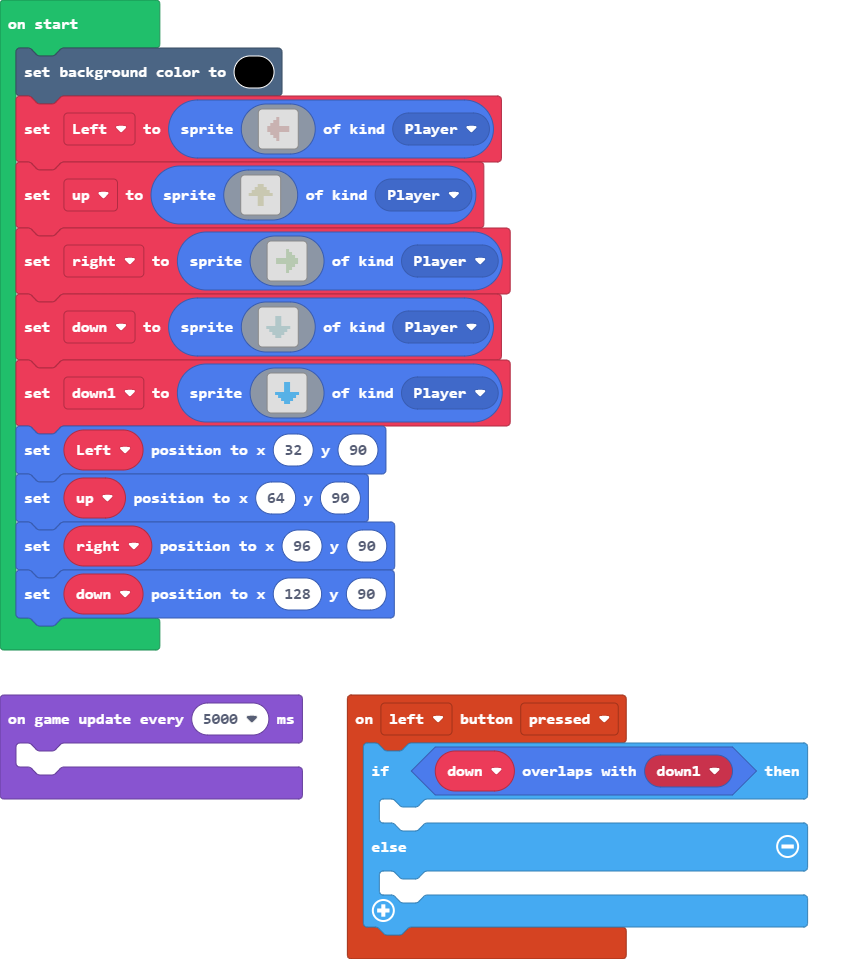 on start
set background color to
set Left to sprite of kind Player
set up to sprite of kind Player
set right to sprite of kind Player
set down to sprite of kind Player
set down1 to sprite of kind Player
set Left position to x 32 y 90
set up position to x 64 y 90
set right position to x 96 y 90
set down position to x 128 y 90
on game update every 5000 ms
on left button pressed
if down overlaps with down1 then
else